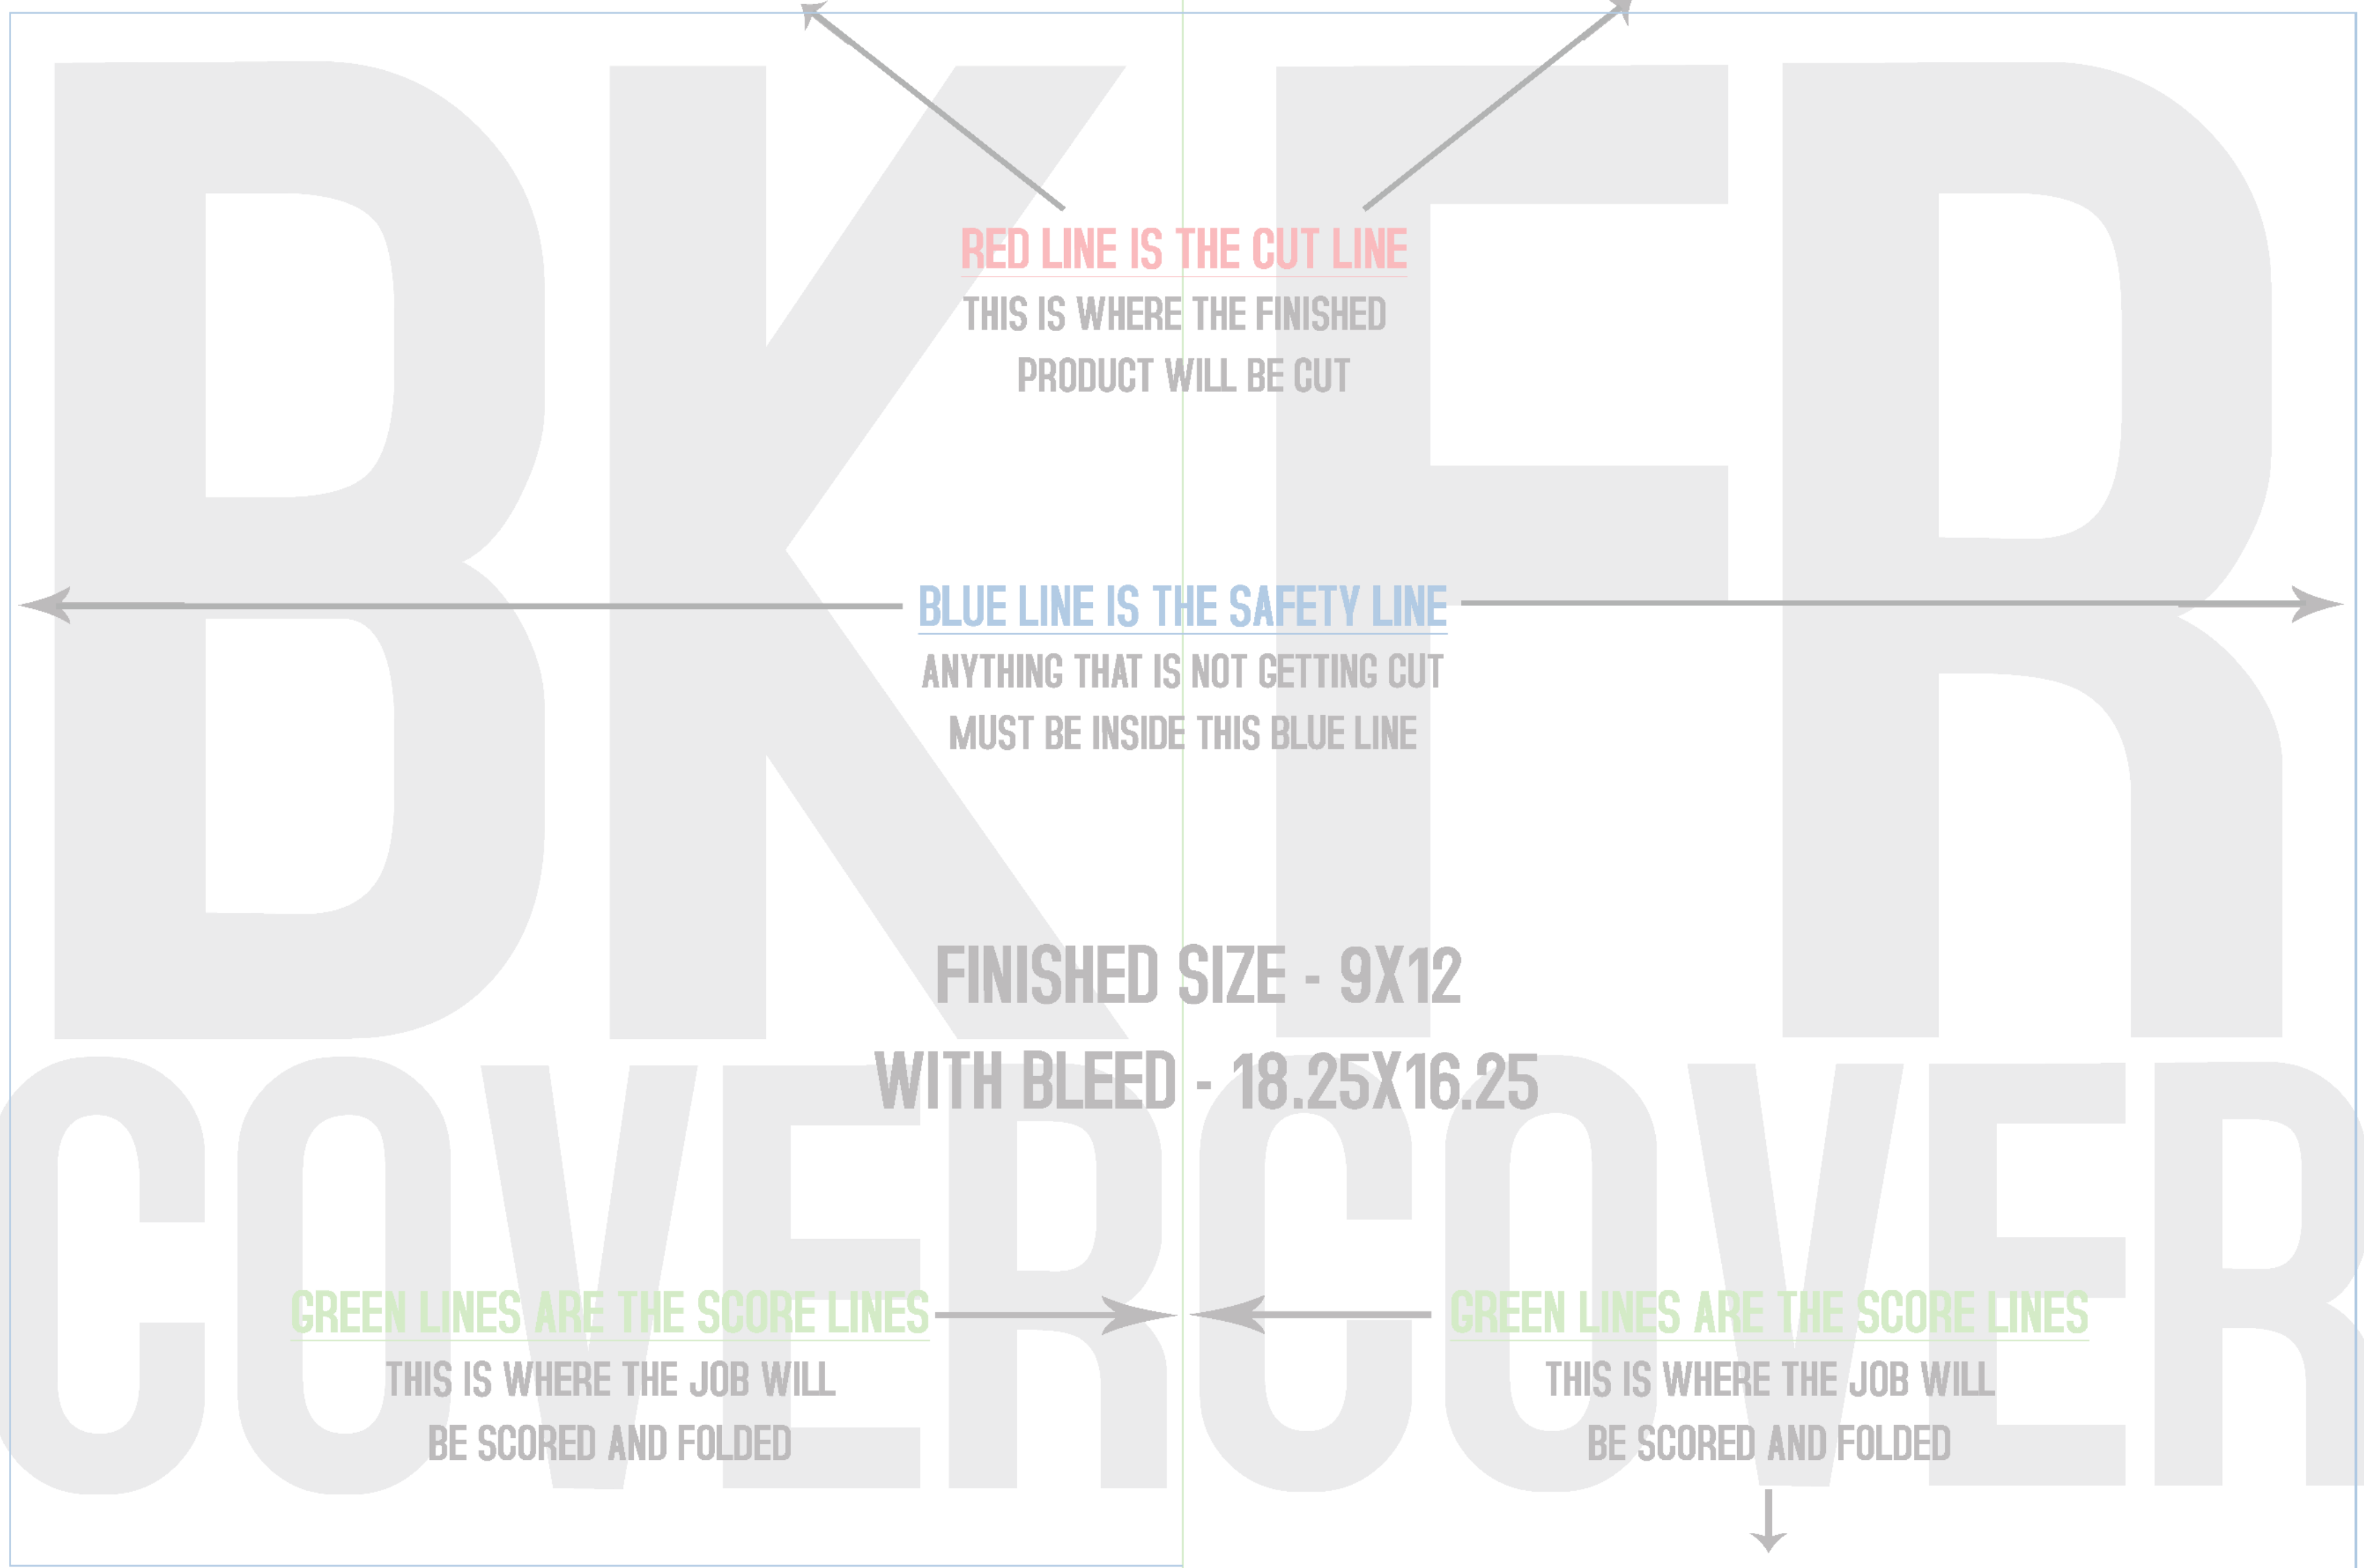 BK FR
RED LINE IS THE CUT LINE
THIS IS WHERE THE FINISHED
PRODUCT WILL BE CUT
BLUE LINE IS THE SAFETY LINE
ANYTHING THAT IS NOT GETTING CUT
MUST BE INSIDE THIS BLUE LINE
FINISHED SIZE - 9X12
WITH BLEED - 18.25X16.25
COVER COVER
GREEN LINES ARE THE SCORE LINES
THIS IS WHERE THE JOB WILL
BE SCORED AND FOLDED
GREEN LINES ARE THE SCORE LINES
THIS IS WHERE THE JOB WILL
BE SCORED AND FOLDED